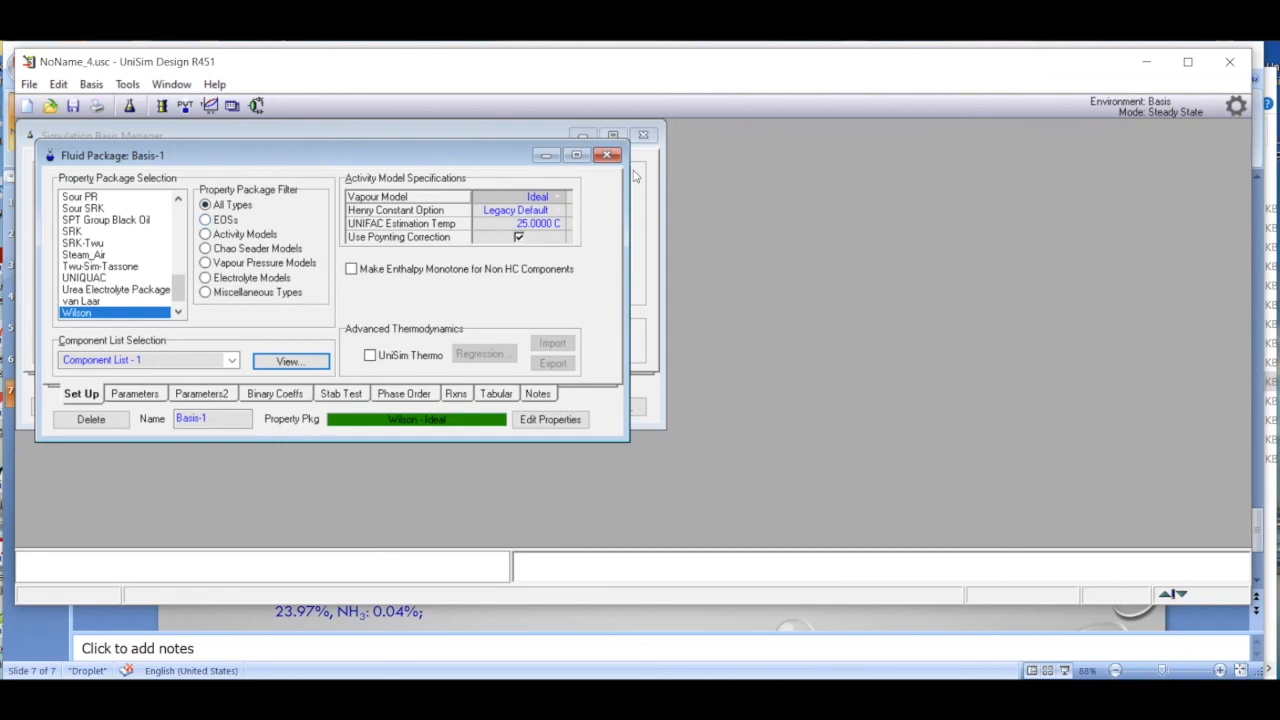 NoName_4.usc - UniSim Design R451
File Edit Basis Tools Window Help
PVT
Environment: Basis
Mode: Steady State
Simulation Basis Manager
Fluid Package: Basis-1
Property Package Selection
Sour PR
Sour SRK
SPT Group Black Oil
SRK
SRK-Twu
Steam_Air
Twu-Sim-Tassone
UNIQUAC
Urea Electrolyte Package
van Laar
Wilson
Property Package Filter
All Types
EOSs
Activity Models
Chao Seader Models
Vapour Pressure Models
Electrolyte Models
Miscellaneous Types
Activity Model Specifications
Vapour Model Ideal
Henry Constant Option Legacy Default
UNIFAC Estimation Temp 25.0000 C
Use Poynting Correction
Make Enthalpy Monotone for Non HC Components
Component List Selection
Component List - 1 View...
Advanced Thermodynamics
UniSim Thermo Regression ...
Import
Export
Set Up Parameters Parameters2 Binary Coeffs Stab Test Phase Order Rxns Tabular Notes
Delete Name Basis-1 Property Pkg Wilson - Ideal Edit Properties
23.97%, NH3: 0.04%;
Click to add notes
Slide 7 of 7 "Droplet" English (United States) 88%